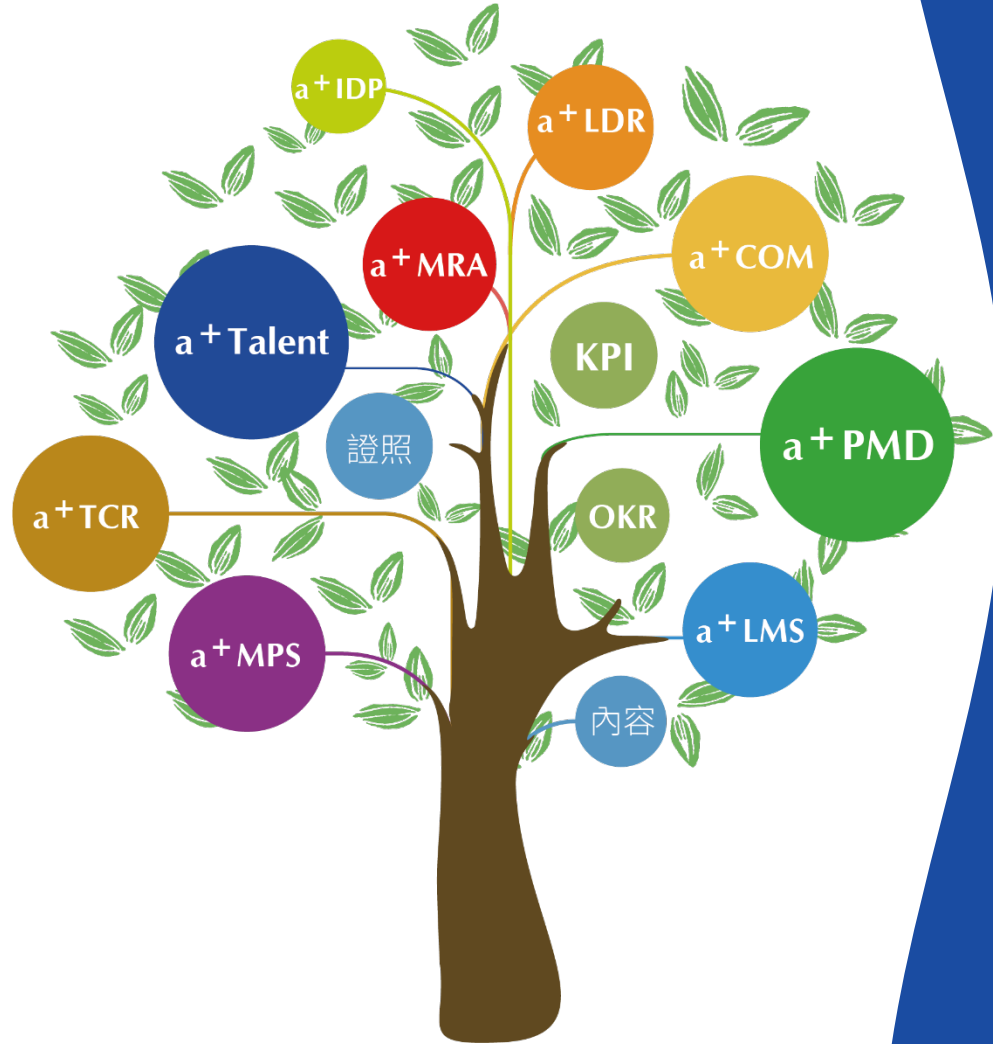 a+ IDP
a+ LDR
a+ MRA
a+ COM
a+ Talent
KPI
證照
a+ PMD
a+ TCR
OKR
a+ MPS
a+ LMS
內容